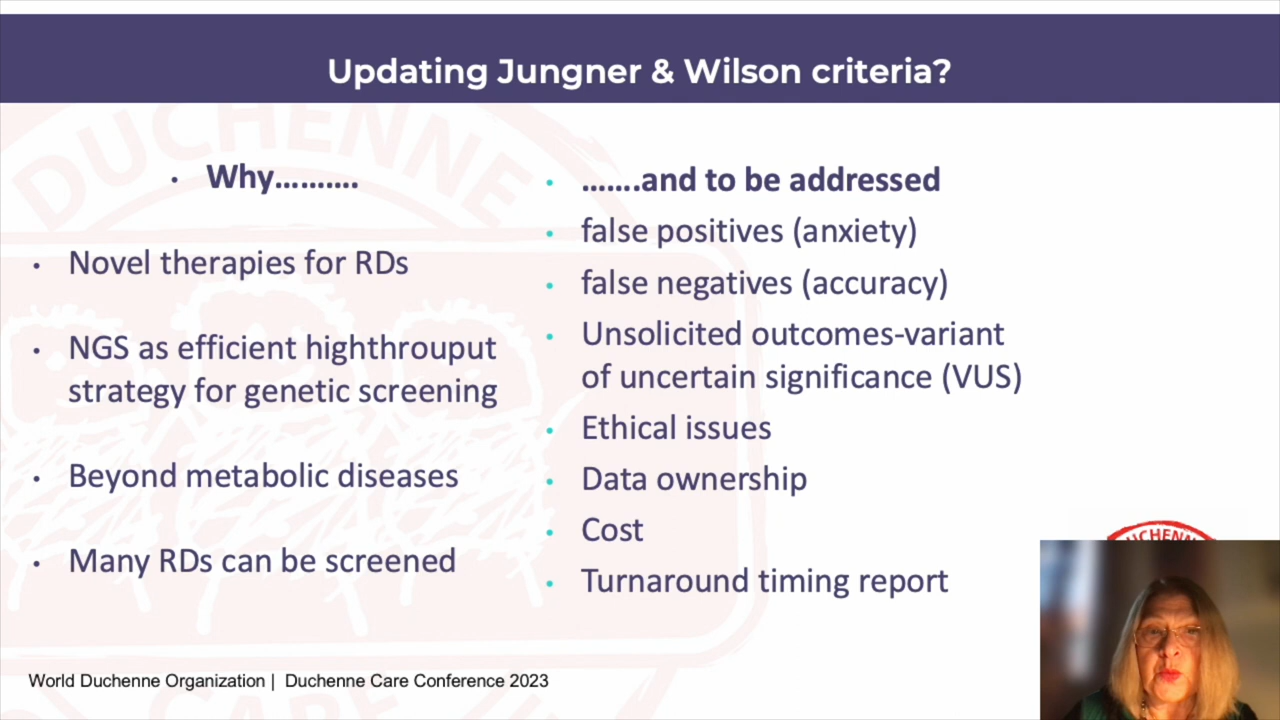 Updating Jungner & Wilson criteria?
• Why..........
• Novel therapies for RDs
• NGS as efficient highthrouput
strategy for genetic screening
• Beyond metabolic diseases
• Many RDs can be screened
• .......and to be addressed
• false positives (anxiety)
• false negatives (accuracy)
• Unsolicited outcomes-variant
of uncertain significance (VUS)
• Ethical issues
• Data ownership
• Cost
• Turnaround timing report
World Duchenne Organization | Duchenne Care Conference 2023
DUCHENNE
CARE
DUCHENNE